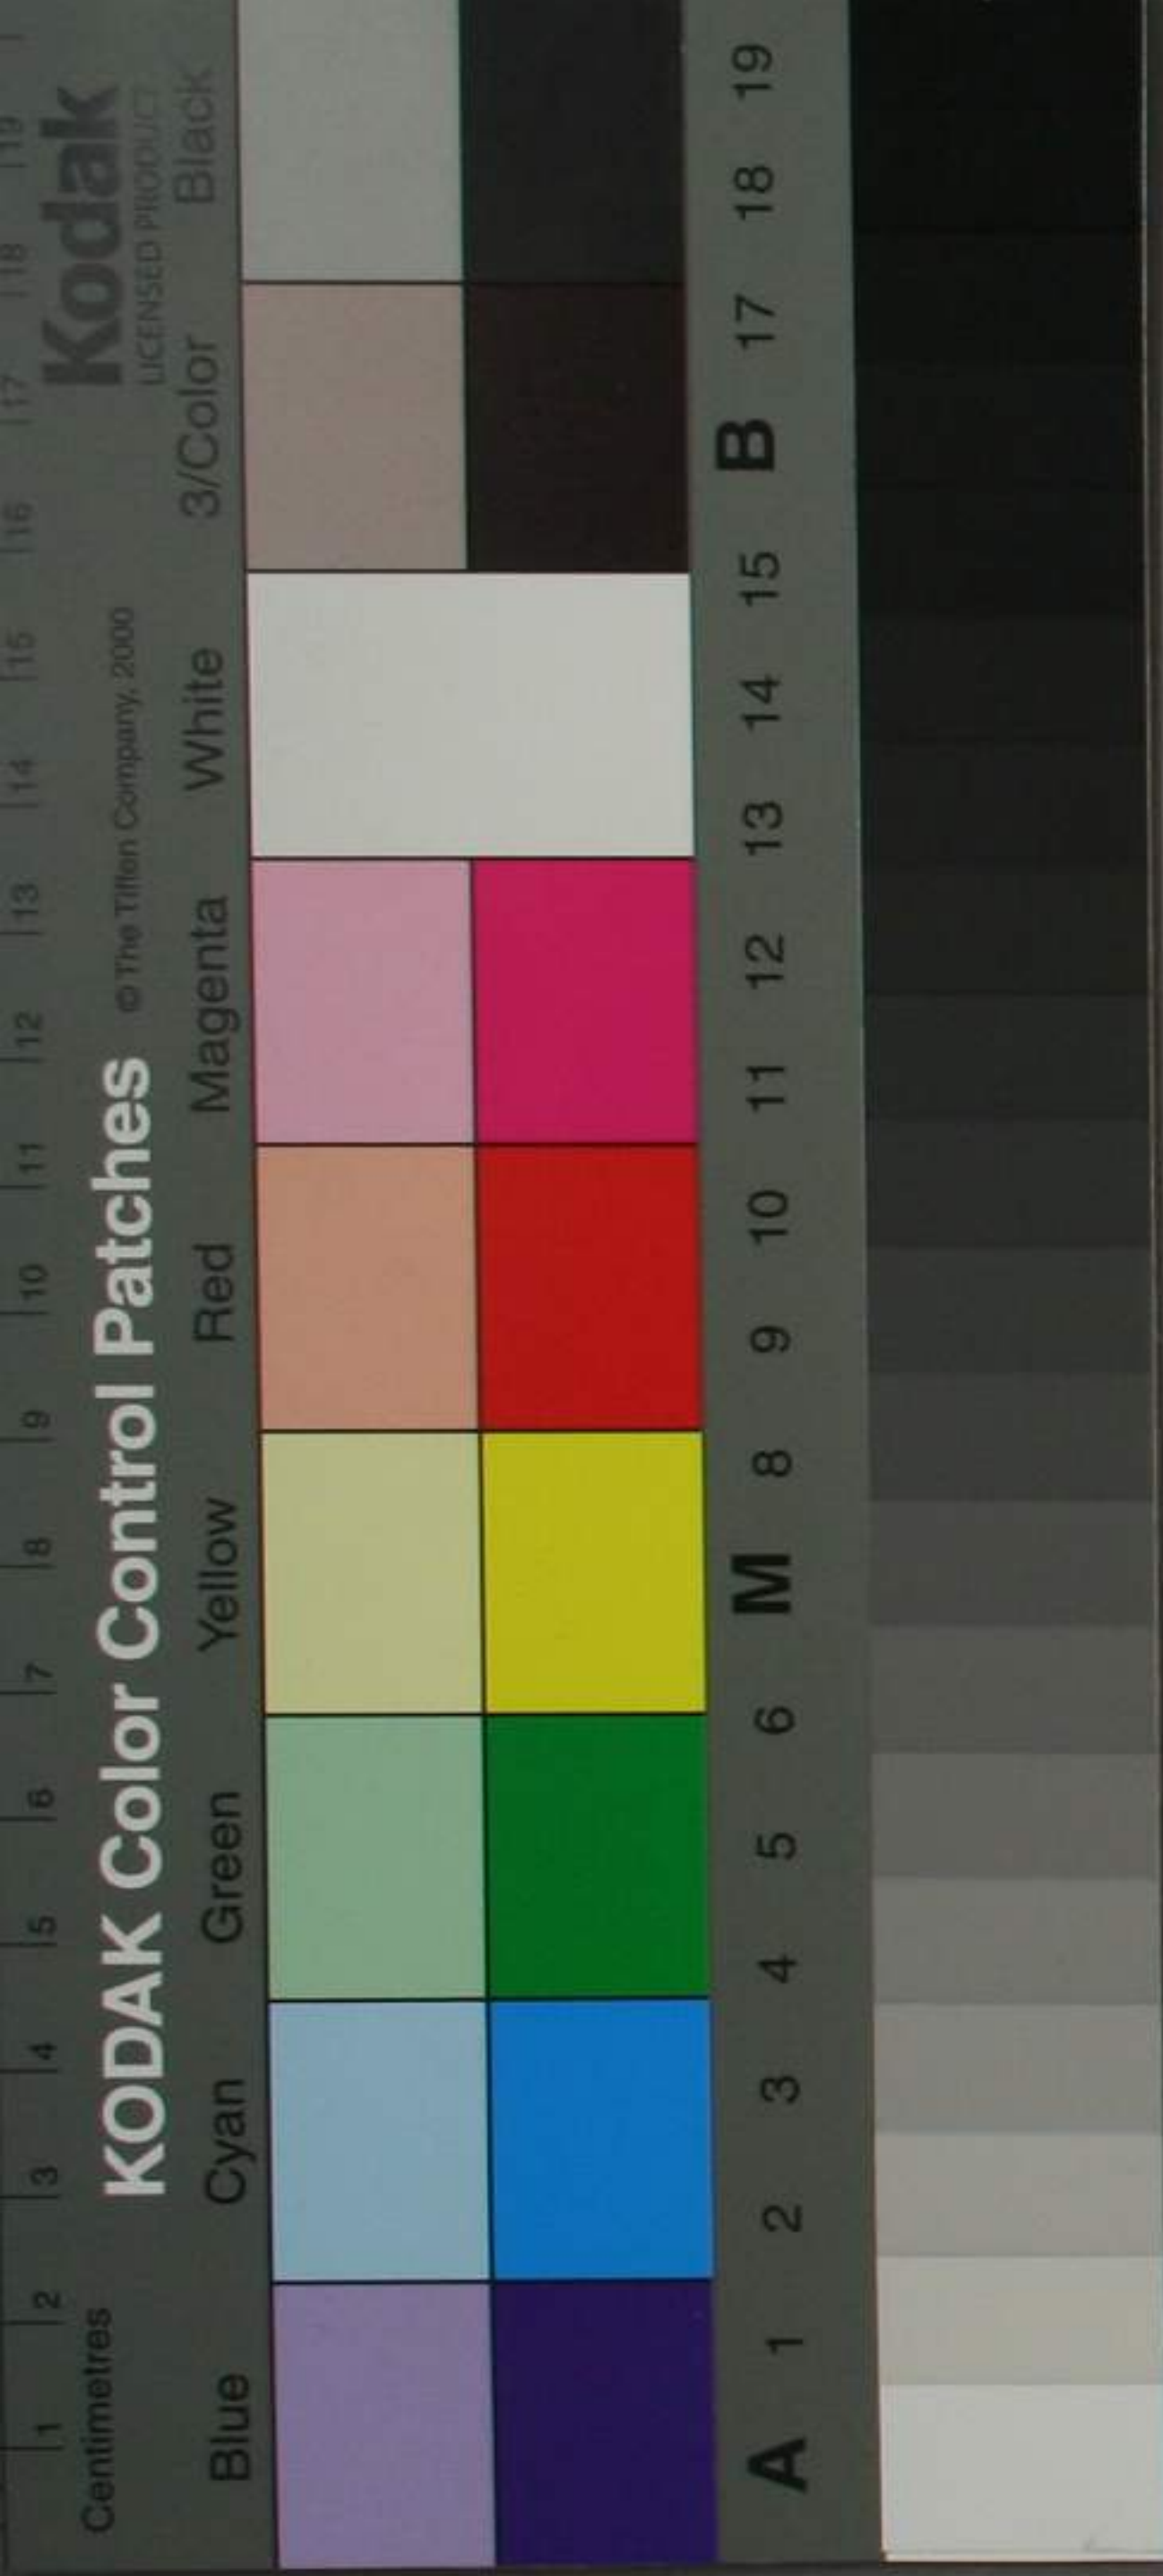 Centimetres
1 2 3 4 5 6 7 8 9 10 11 12 13 14 15 16 17 18 19
KODAK Color Control Patches © The Tiffen Company, 2000 Kodak
LICENSED PRODUCT
Blue Cyan Green Yellow Red Magenta White 3/Color Black
A 1 2 3 4 5 6 M 8 9 10 11 12 13 14 15 B 17 18 19